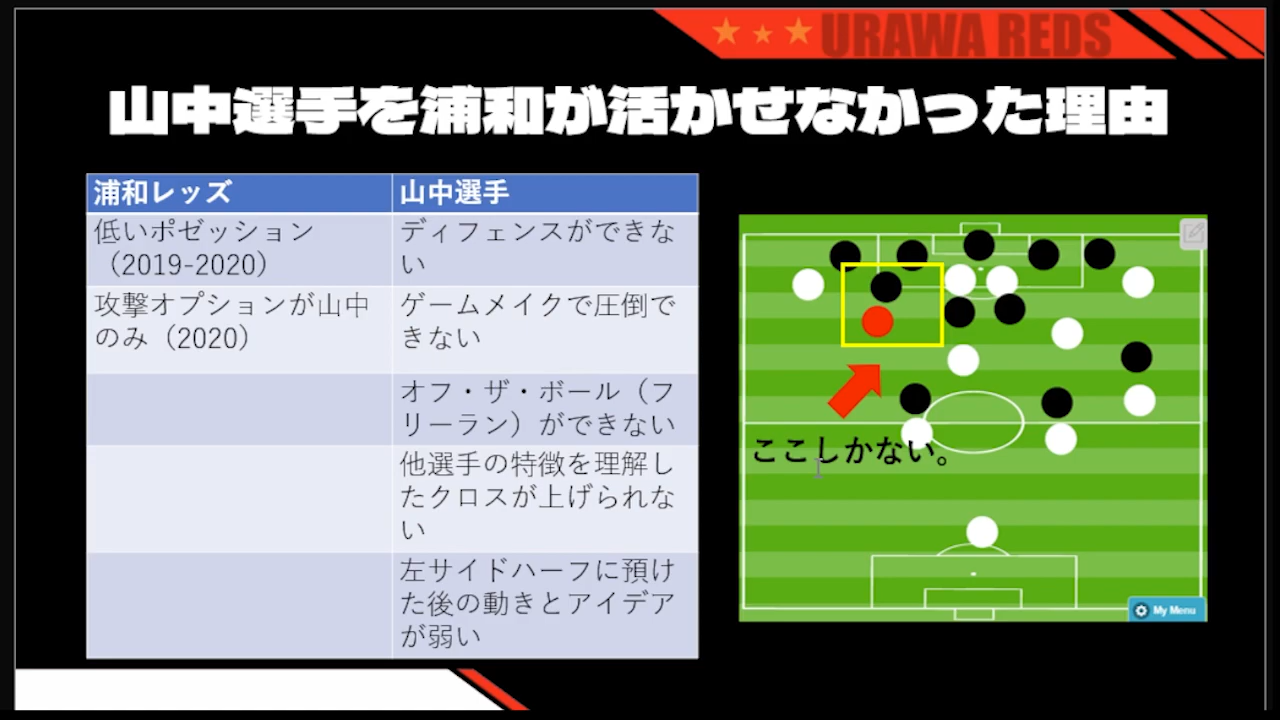 URAWA REDS
山中選手を浦和が活かせなかった理由
浦和レッズ
山中選手
低いポゼッション
（2019-2020）
ディフェンスができな
い
攻撃オプションが山中
のみ（2020）
ゲームメイクで圧倒で
きない
オフ・ザ・ボール（フ
リーラン）ができない
他選手の特徴を理解し
たクロスが上げられな
い
左サイドハーフに預け
た後の動きとアイデア
が弱い
ここしかない。
My Menu